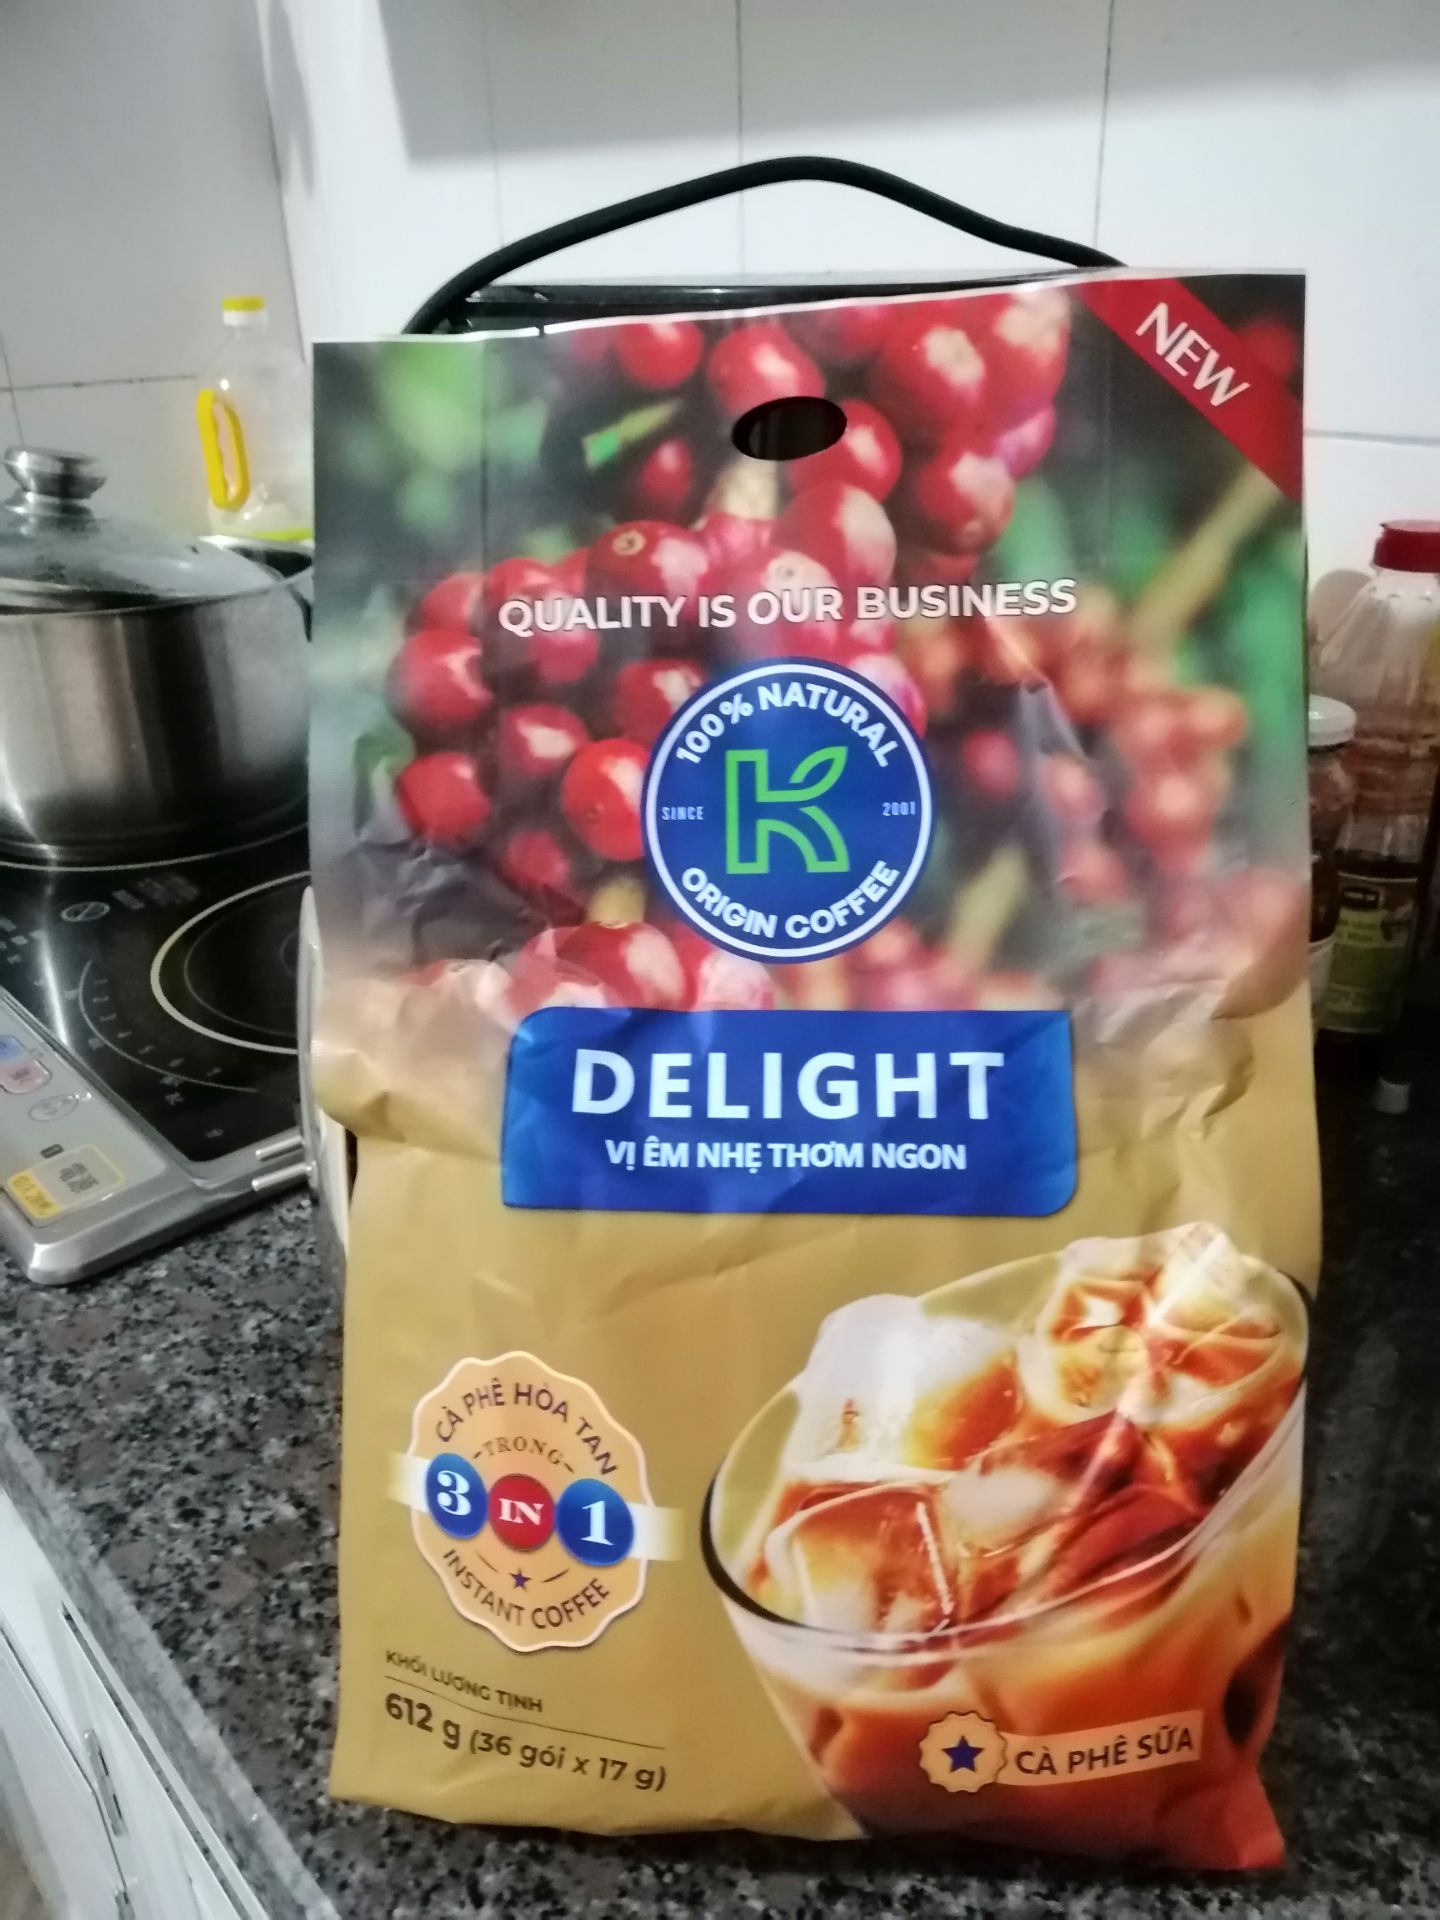 NEW
QUALITY IS OUR BUSINESS
100% NATURAL
SINCE 2001
K
ORIGIN COFFEE
DELIGHT
VỊ ÊM NHẸ THƠM NGON
CÀ PHÊ HÒA TAN
-TRONG-
3 IN 1
INSTANT COFFEE
KHỐI LƯỢNG TỊNH
612 g (36 gói x 17 g)
CÀ PHÊ SỮA